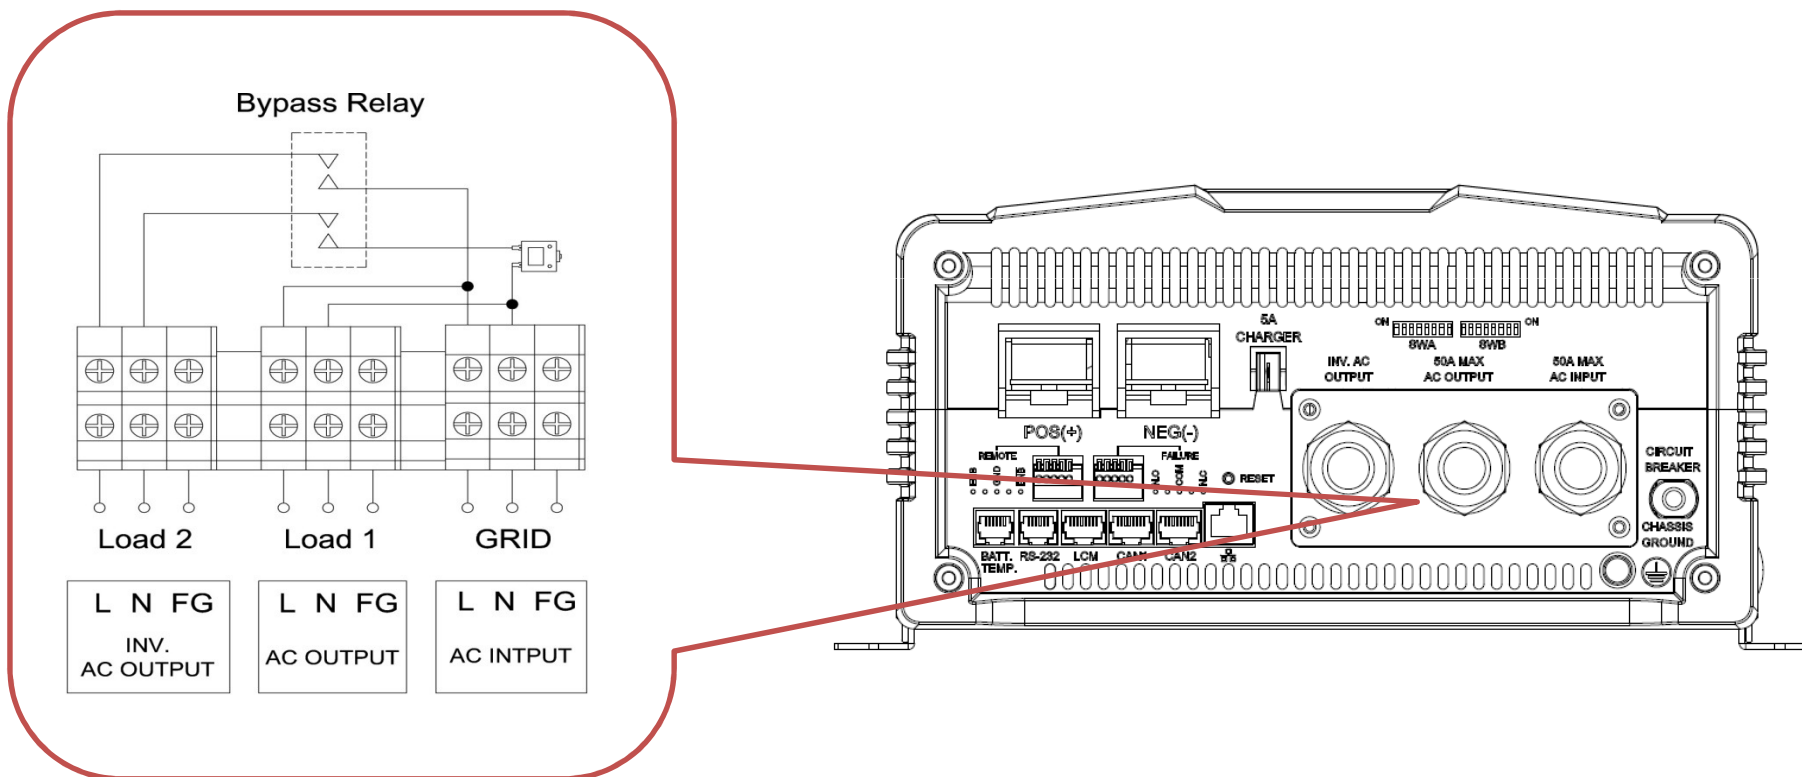 Bypass Relay
Load 2
Load 1
GRID
L N FG
INV.
AC OUTPUT
L N FG
AC OUTPUT
L N FG
AC INTPUT
5A
CHARGER
ON
SWA
SWB
ON
INV. AC
OUTPUT
50A MAX
AC OUTPUT
50A MAX
AC INPUT
POS(+)
NEG(-)
REMOTE
GND
FAILURE
COM
RESET
CIRCUIT
BREAKER
CHASSIS
GROUND
BATT.
TEMP.
RS-232
LCM
CAN1
CAN2